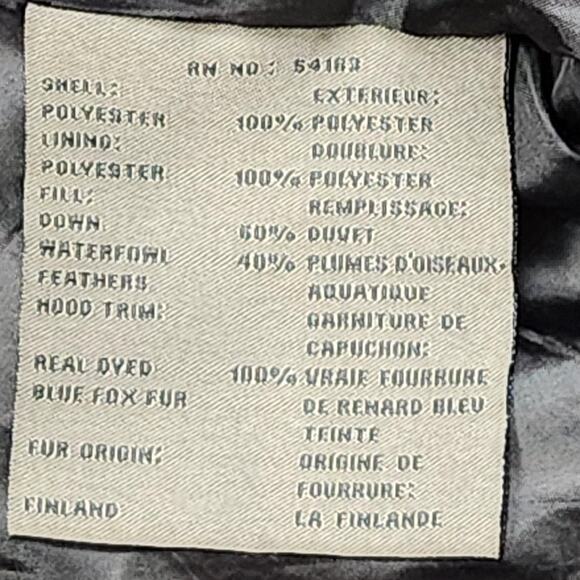 RN NO: 54163
SHELL: EXTERIEUR:
POLYESTER 100% POLYESTER
LINING: DOUBLURE:
POLYESTER 100% POLYESTER
FILL: REMPLISSAGE:
DOWN 60% DUVET
WATERFOWL 40% PLUMES D'OISEAUX-
FEATHERS AQUATIQUE
HOOD TRIM: GARNITURE DE
CAPUCHON:
REAL DYED 100% VRAIE FOURRURE
BLUE FOX FUR DE RENARD BLEU
TEINTE
FUR ORIGIN: ORIGINE DE
FOURRURE:
FINLAND LA FINLANDE